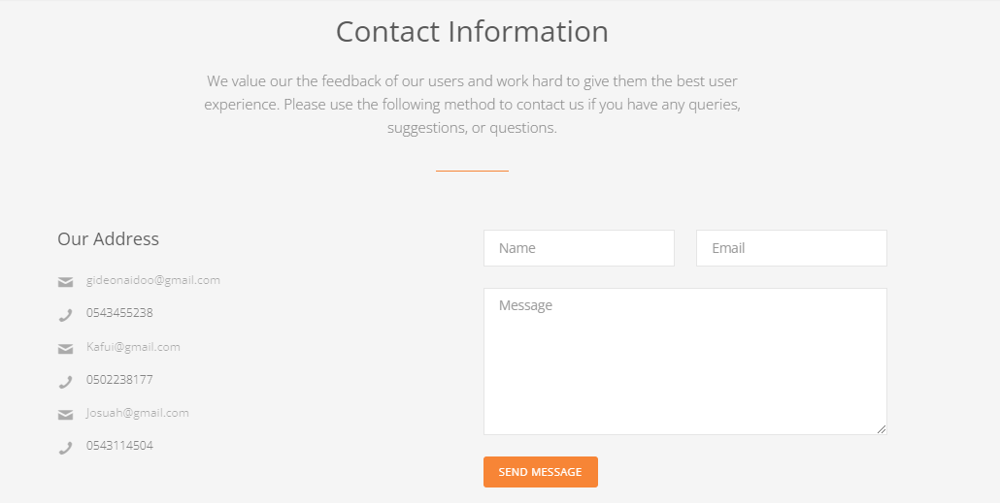 Contact Information
We value our the feedback of our users and work hard to give them the best user
experience. Please use the following method to contact us if you have any queries,
suggestions, or questions.
Our Address
gideonaidoo@gmail.com
0543455238
Kafui@gmail.com
0502238177
Josuah@gmail.com
0543114504
Name
Email
Message
SEND MESSAGE